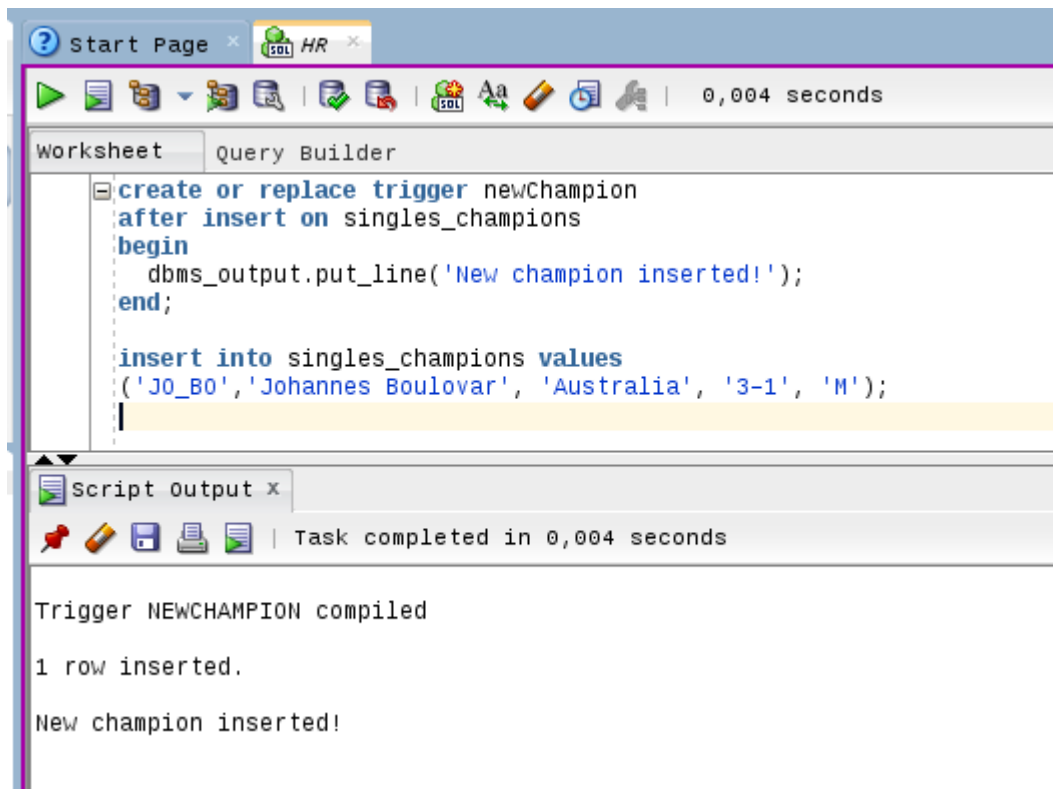 Start Page
HR
0,004 seconds
Worksheet Query Builder
create or replace trigger newChampion
after insert on singles_champions
begin
dbms_output.put_line('New champion inserted!');
end;
insert into singles_champions values
('JO_BO','Johannes Boulovar', 'Australia', '3-1', 'M');
Script Output x
Task completed in 0,004 seconds
Trigger NEWCHAMPION compiled
1 row inserted.
New champion inserted!